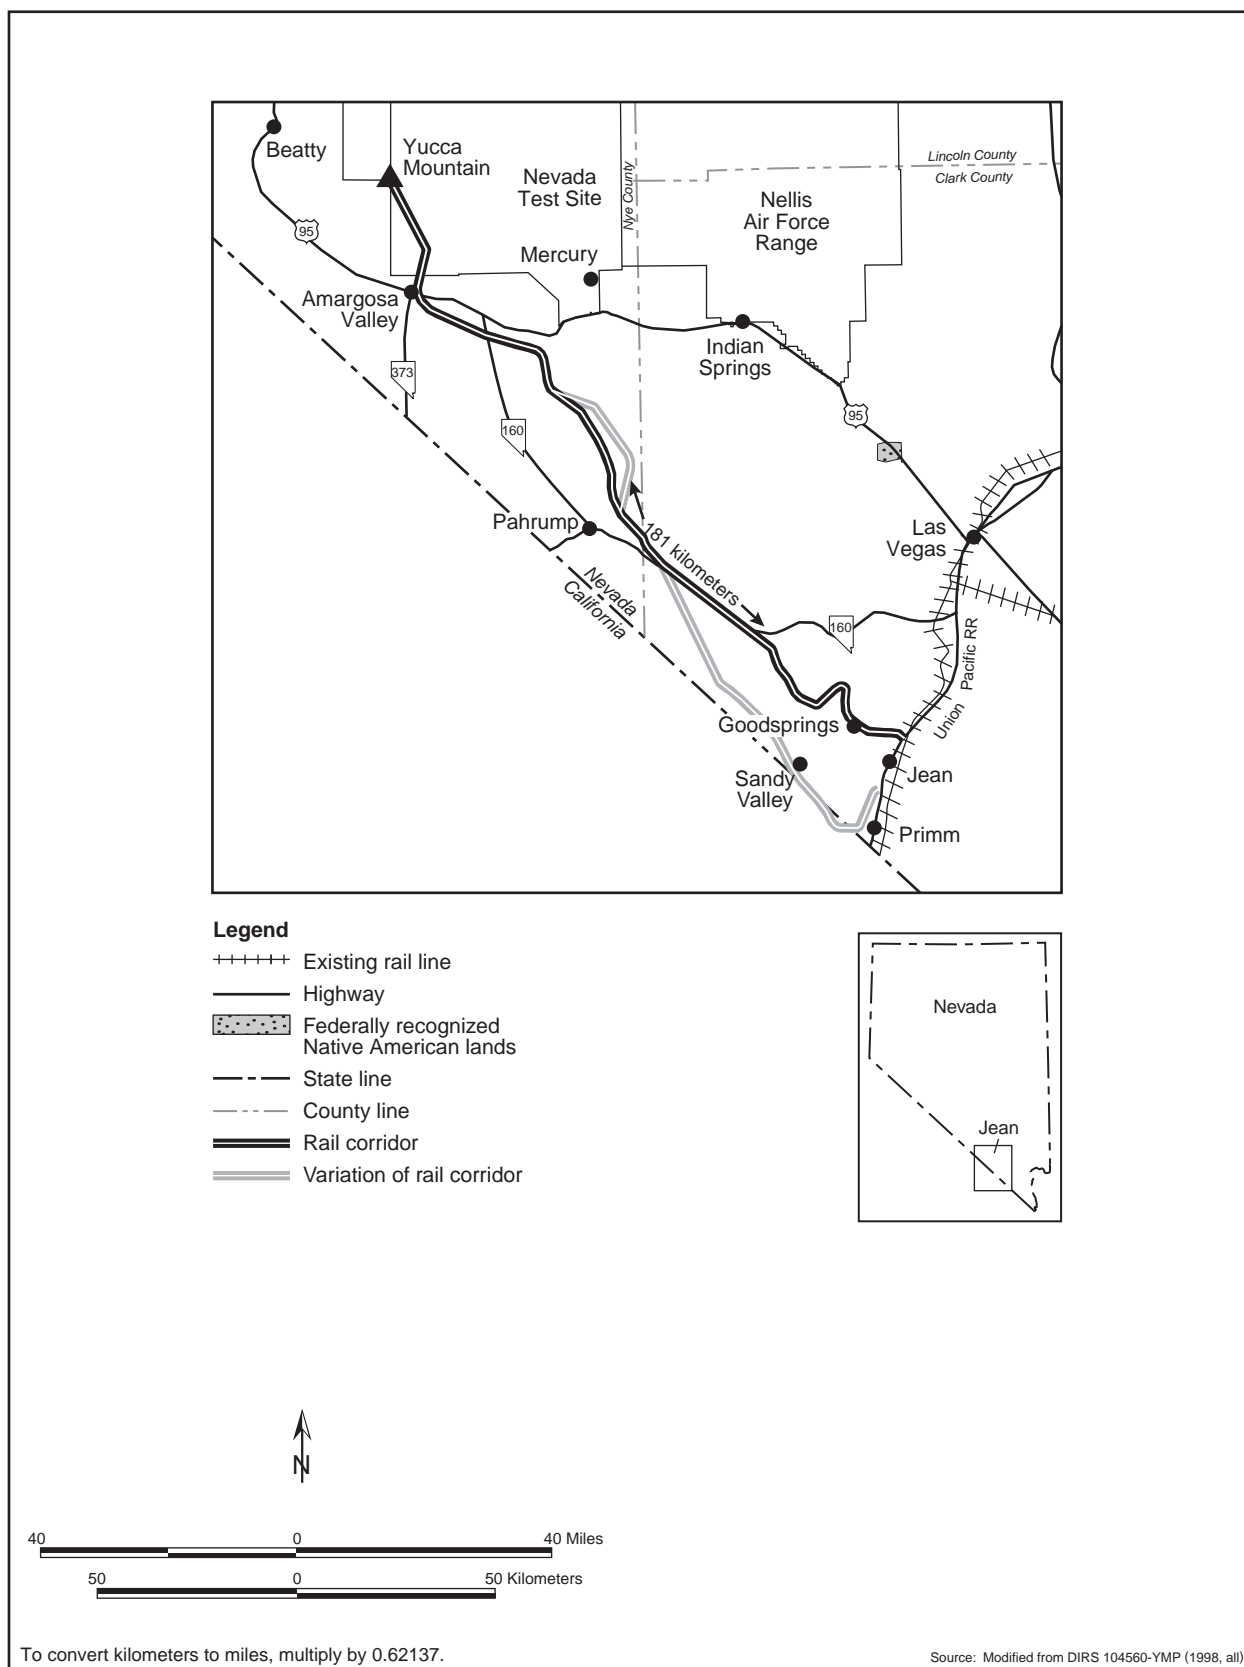 Beatty
Yucca
Mountain
Nevada
Test Site
Nye County
Lincoln County
Clark County
Nellis
Air Force
Range
95
Mercury
Amargosa
Valley
Indian
Springs
373
95
160
Pahrump
Las
Vegas
181 kilometers
Nevada
California
160
Union Pacific RR
Goodsprings
Jean
Sandy
Valley
Primm
Legend
Existing rail line
Highway
Federally recognized
Native American lands
State line
County line
Rail corridor
Variation of rail corridor
Nevada
Jean
N
40 0 40 Miles
50 0 50 Kilometers
To convert kilometers to miles, multiply by 0.62137.
Source: Modified from DIRS 104560-YMP (1998, all)